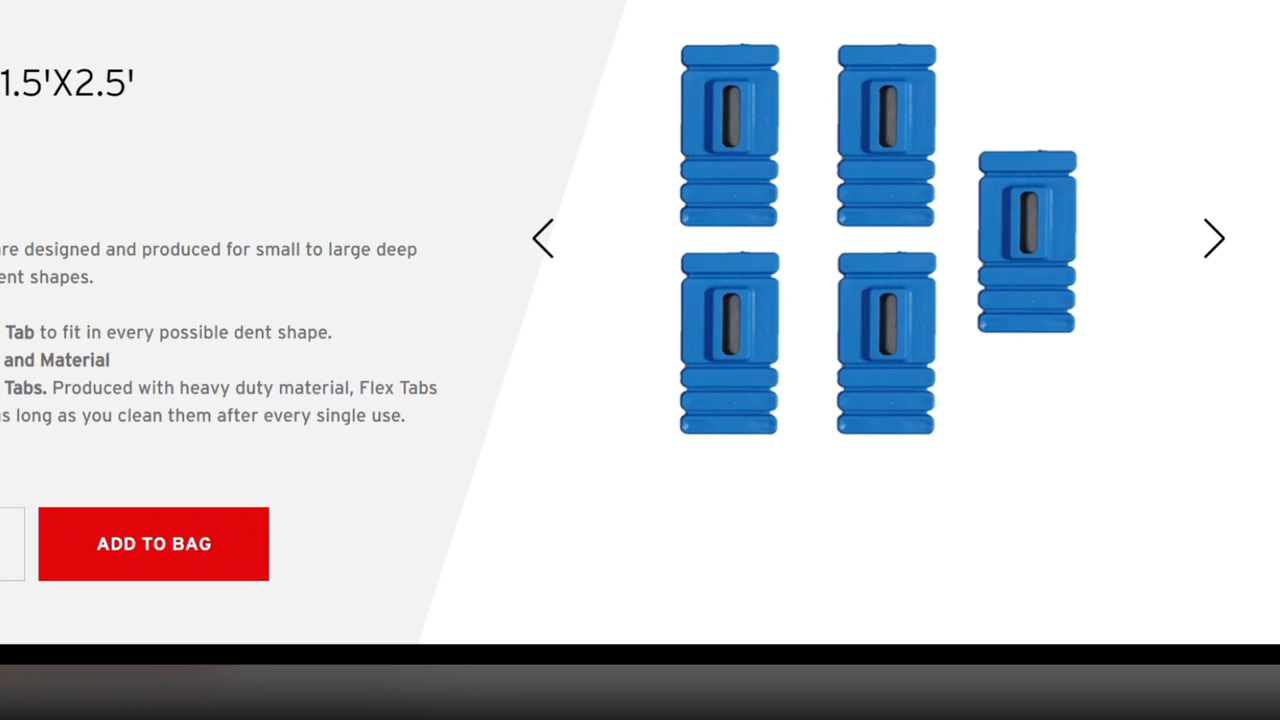 1.5'X2.5'
re designed and produced for small to large deep
ent shapes.
Tab to fit in every possible dent shape.
and Material
Tabs. Produced with heavy duty material, Flex Tabs
s long as you clean them after every single use.
ADD TO BAG